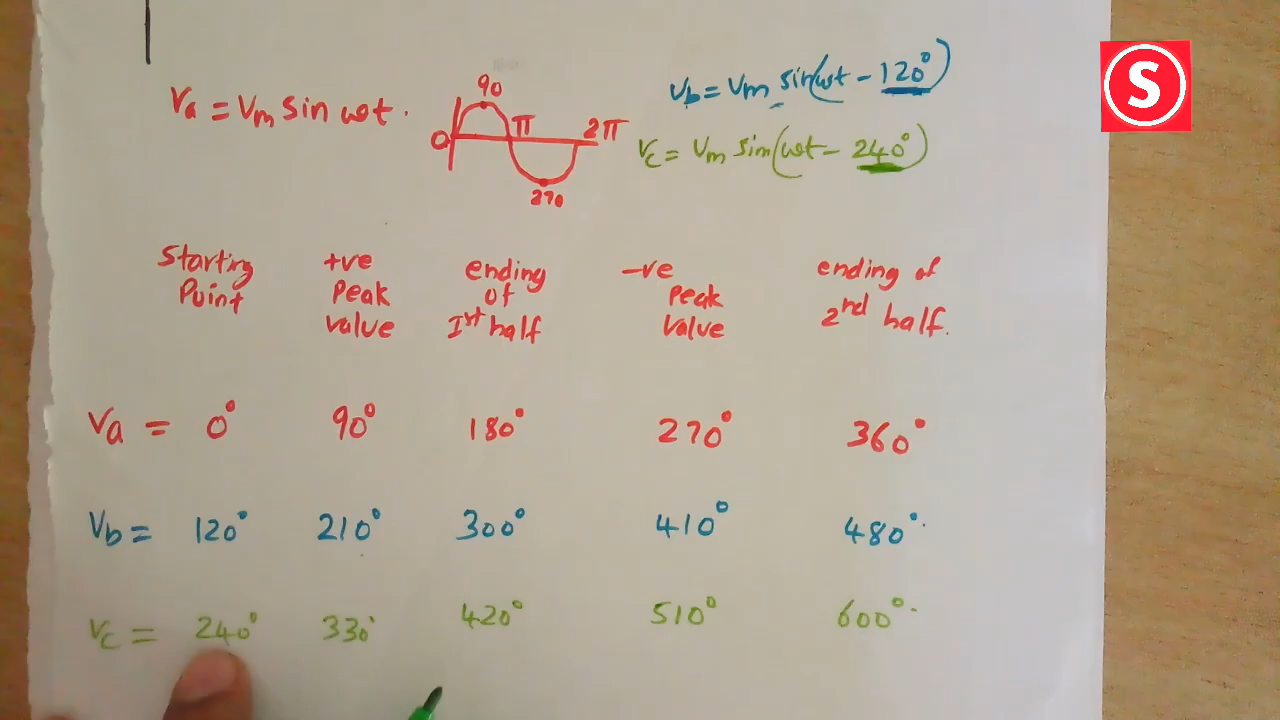 Va = Vm sin ωt.
90
0
π
2π
270
Vb = Vm sin(ωt - 120°)
Vc = Vm sin(ωt - 240°)
S
Starting Point
+ve Peak value
ending of Ist half
-ve Peak Value
ending of 2nd half.
Va = 0° 90° 180° 270° 360°
Vb = 120° 210° 300° 410° 480°.
Vc = 240° 330° 420° 510° 600°.